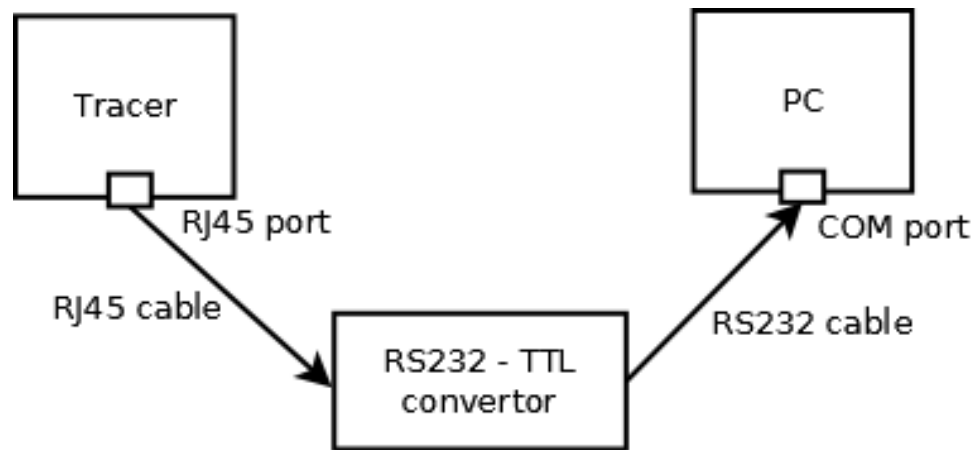 Tracer
PC
RJ45 port
COM port
RJ45 cable
RS232 cable
RS232 - TTL
convertor